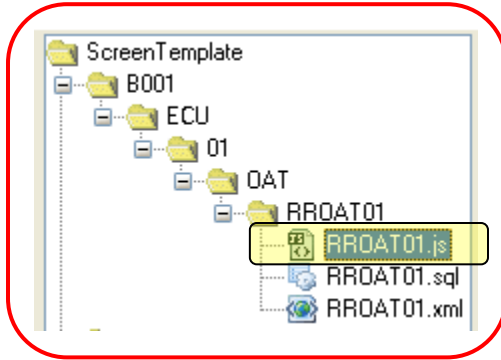 ScreenTemplate
B001
ECU
01
OAT
RROAT01
RROAT01.js
RROAT01.sql
RROAT01.xml